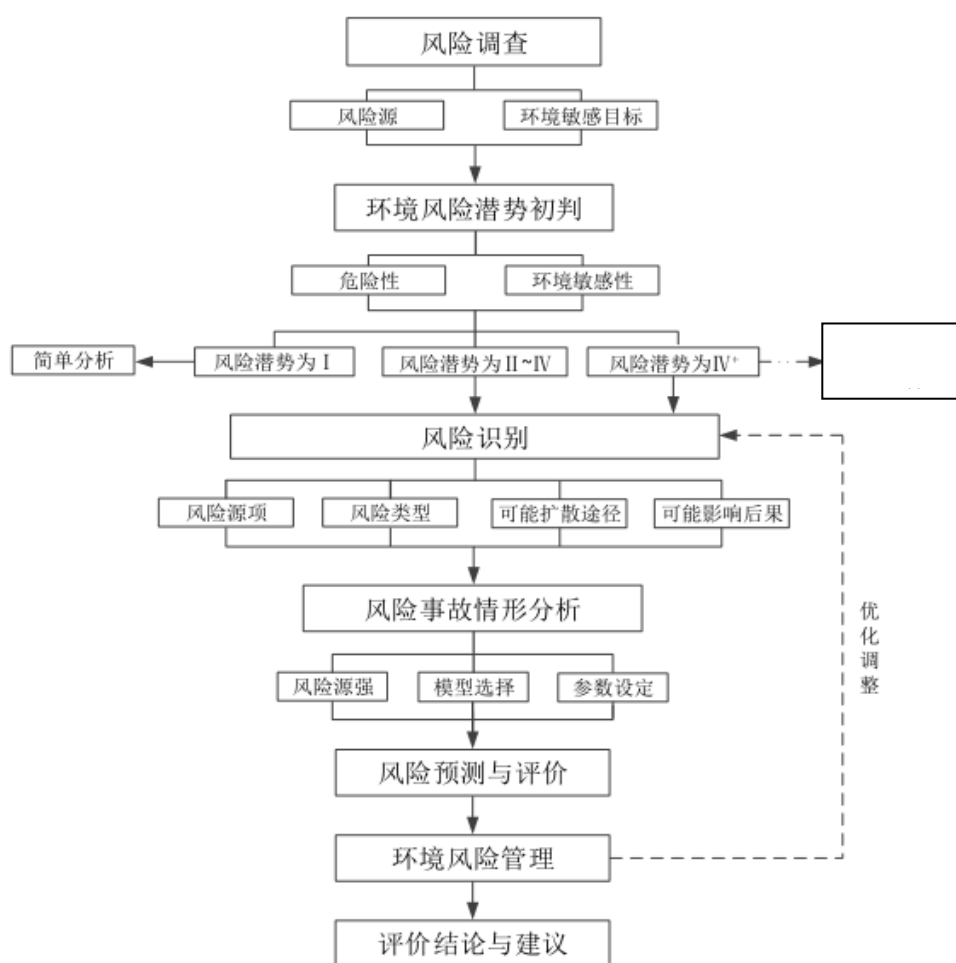 风险调查
风险源
环境敏感目标
环境风险潜势初判
危险性
环境敏感性
简单分析
风险潜势为Ⅰ
风险潜势为Ⅱ~Ⅳ
风险潜势为Ⅳ⁺
风险识别
风险源项
风险类型
可能扩散途径
可能影响后果
风险事故情形分析
优化调整
风险源强
模型选择
参数设定
风险预测与评价
环境风险管理
评价结论与建议